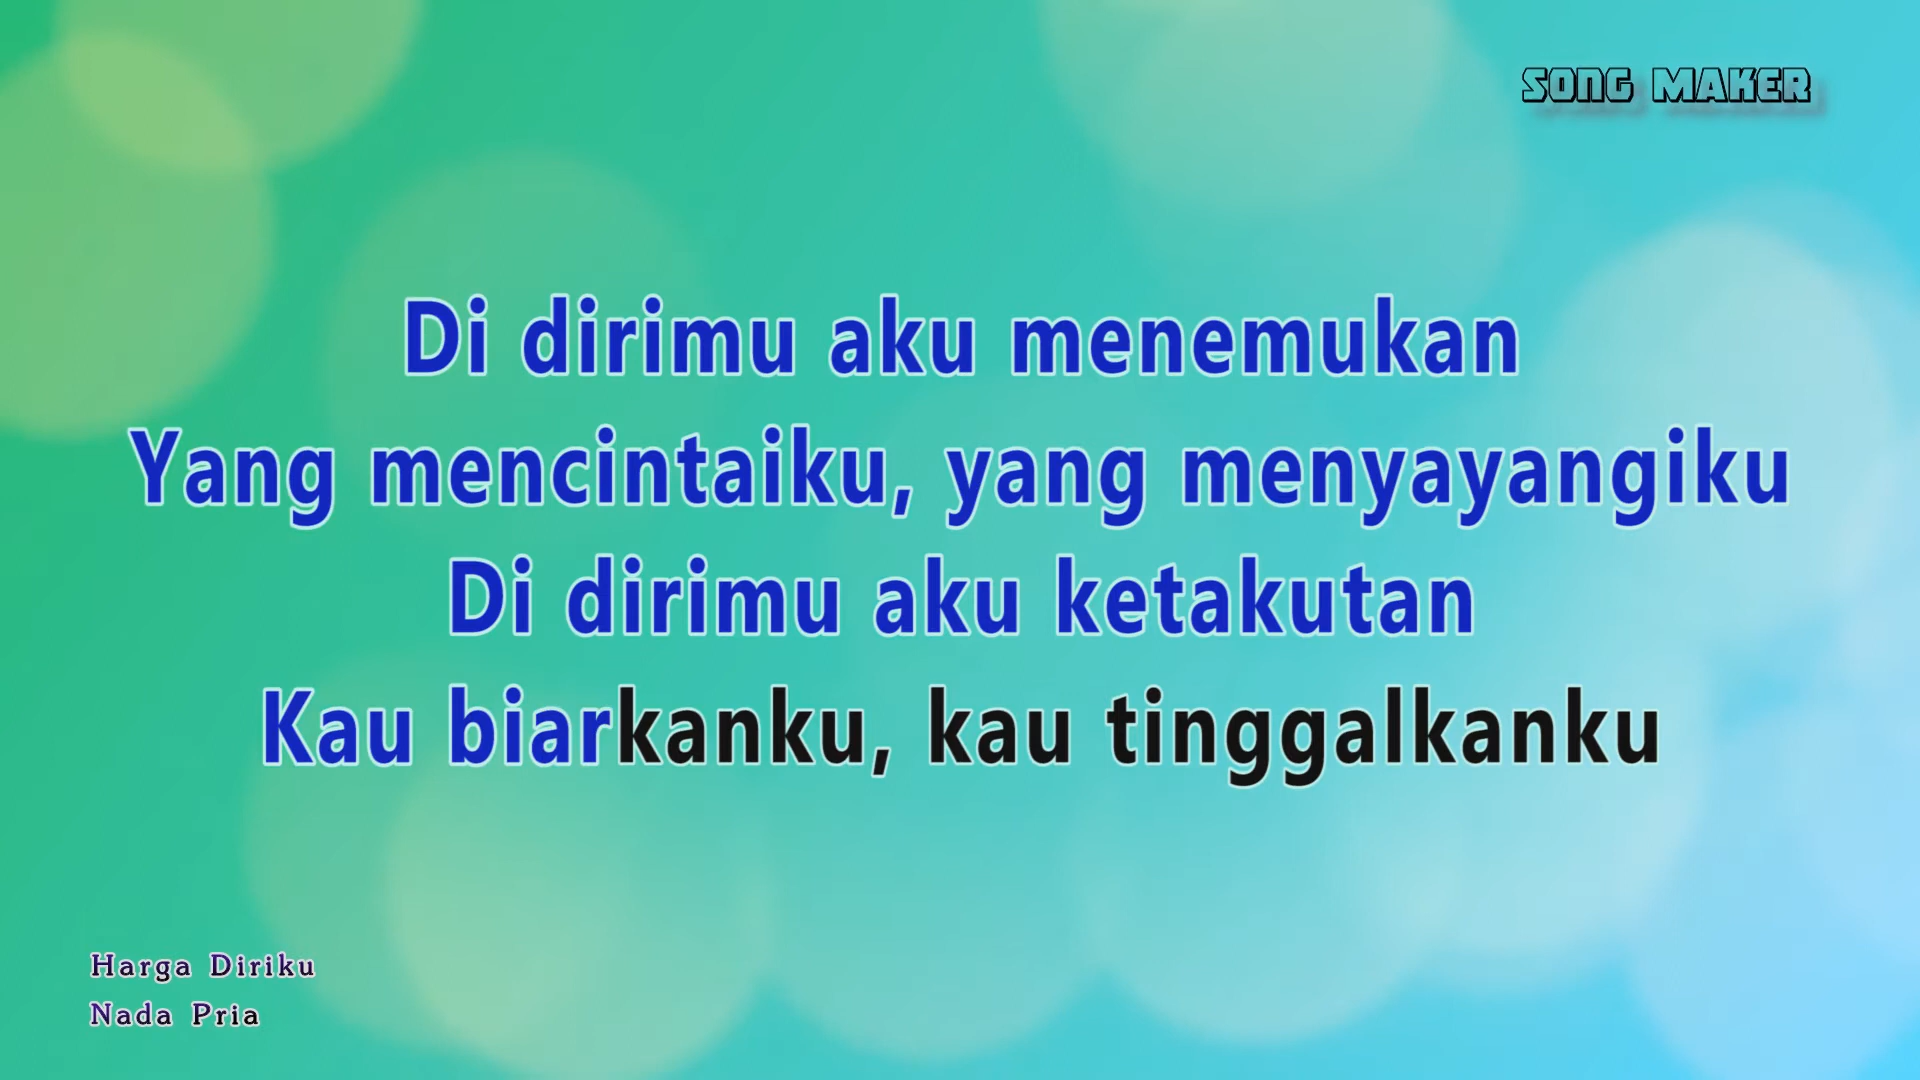 SONG MAKER
Di dirimu aku menemukan
Yang mencintaiku, yang menyayangiku
Di dirimu aku ketakutan
Kau biarkanku, kau tinggalkanku
Harga Diriku
Nada Pria